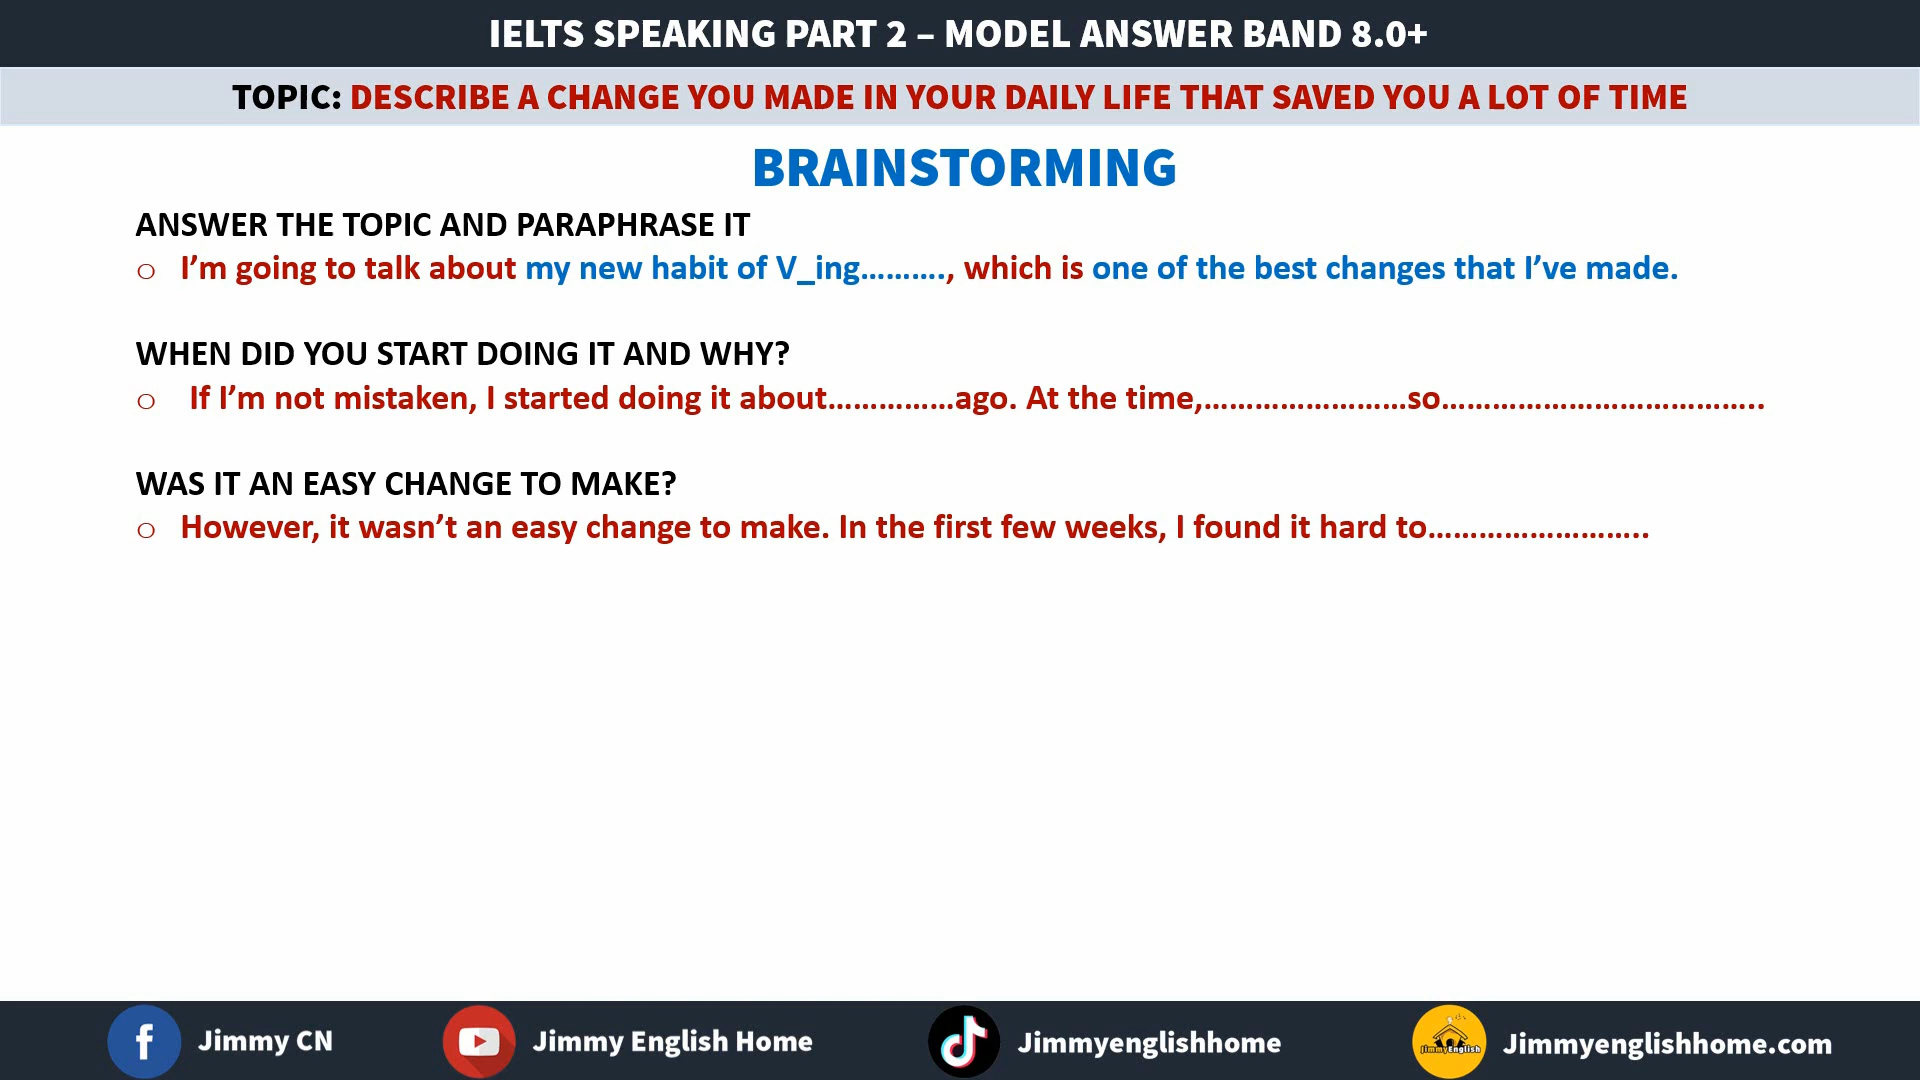 IELTS SPEAKING PART 2 – MODEL ANSWER BAND 8.0+
TOPIC: DESCRIBE A CHANGE YOU MADE IN YOUR DAILY LIFE THAT SAVED YOU A LOT OF TIME
BRAINSTORMING
ANSWER THE TOPIC AND PARAPHRASE IT
o I’m going to talk about my new habit of V_ing.………, which is one of the best changes that I’ve made.
WHEN DID YOU START DOING IT AND WHY?
o If I’m not mistaken, I started doing it about……………ago. At the time,……………………so………………………………..
WAS IT AN EASY CHANGE TO MAKE?
o However, it wasn’t an easy change to make. In the first few weeks, I found it hard to……………………..
Jimmy CN
Jimmy English Home
Jimmyenglishhome
JimmyEnglish
Jimmyenglishhome.com